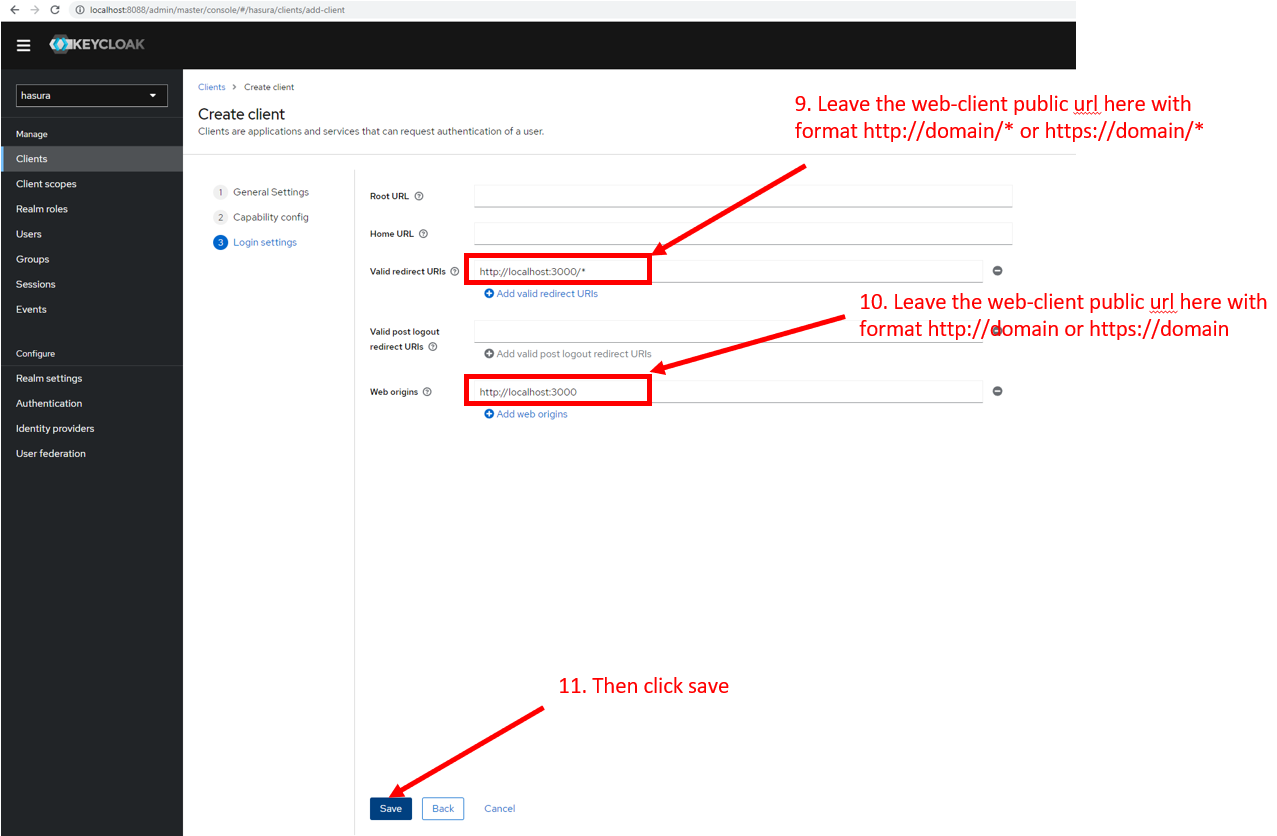 localhost:8088/admin/master/console/#/hasura/clients/add-client
KEYCLOAK
hasura
Manage
Clients
Client scopes
Realm roles
Users
Groups
Sessions
Events
Configure
Realm settings
Authentication
Identity providers
User federation
Clients > Create client
Create client
Clients are applications and services that can request authentication of a user.
1 General Settings
2 Capability config
3 Login settings
9. Leave the web-client public url here with
format http://domain/* or https://domain/*
Root URL
Home URL
Valid redirect URIs
http://localhost:3000/*
Add valid redirect URIs
10. Leave the web-client public url here with
format http://domain or https://domain
Valid post logout
redirect URIs
Add valid post logout redirect URIs
Web origins
http://localhost:3000
Add web origins
11. Then click save
Save Back Cancel